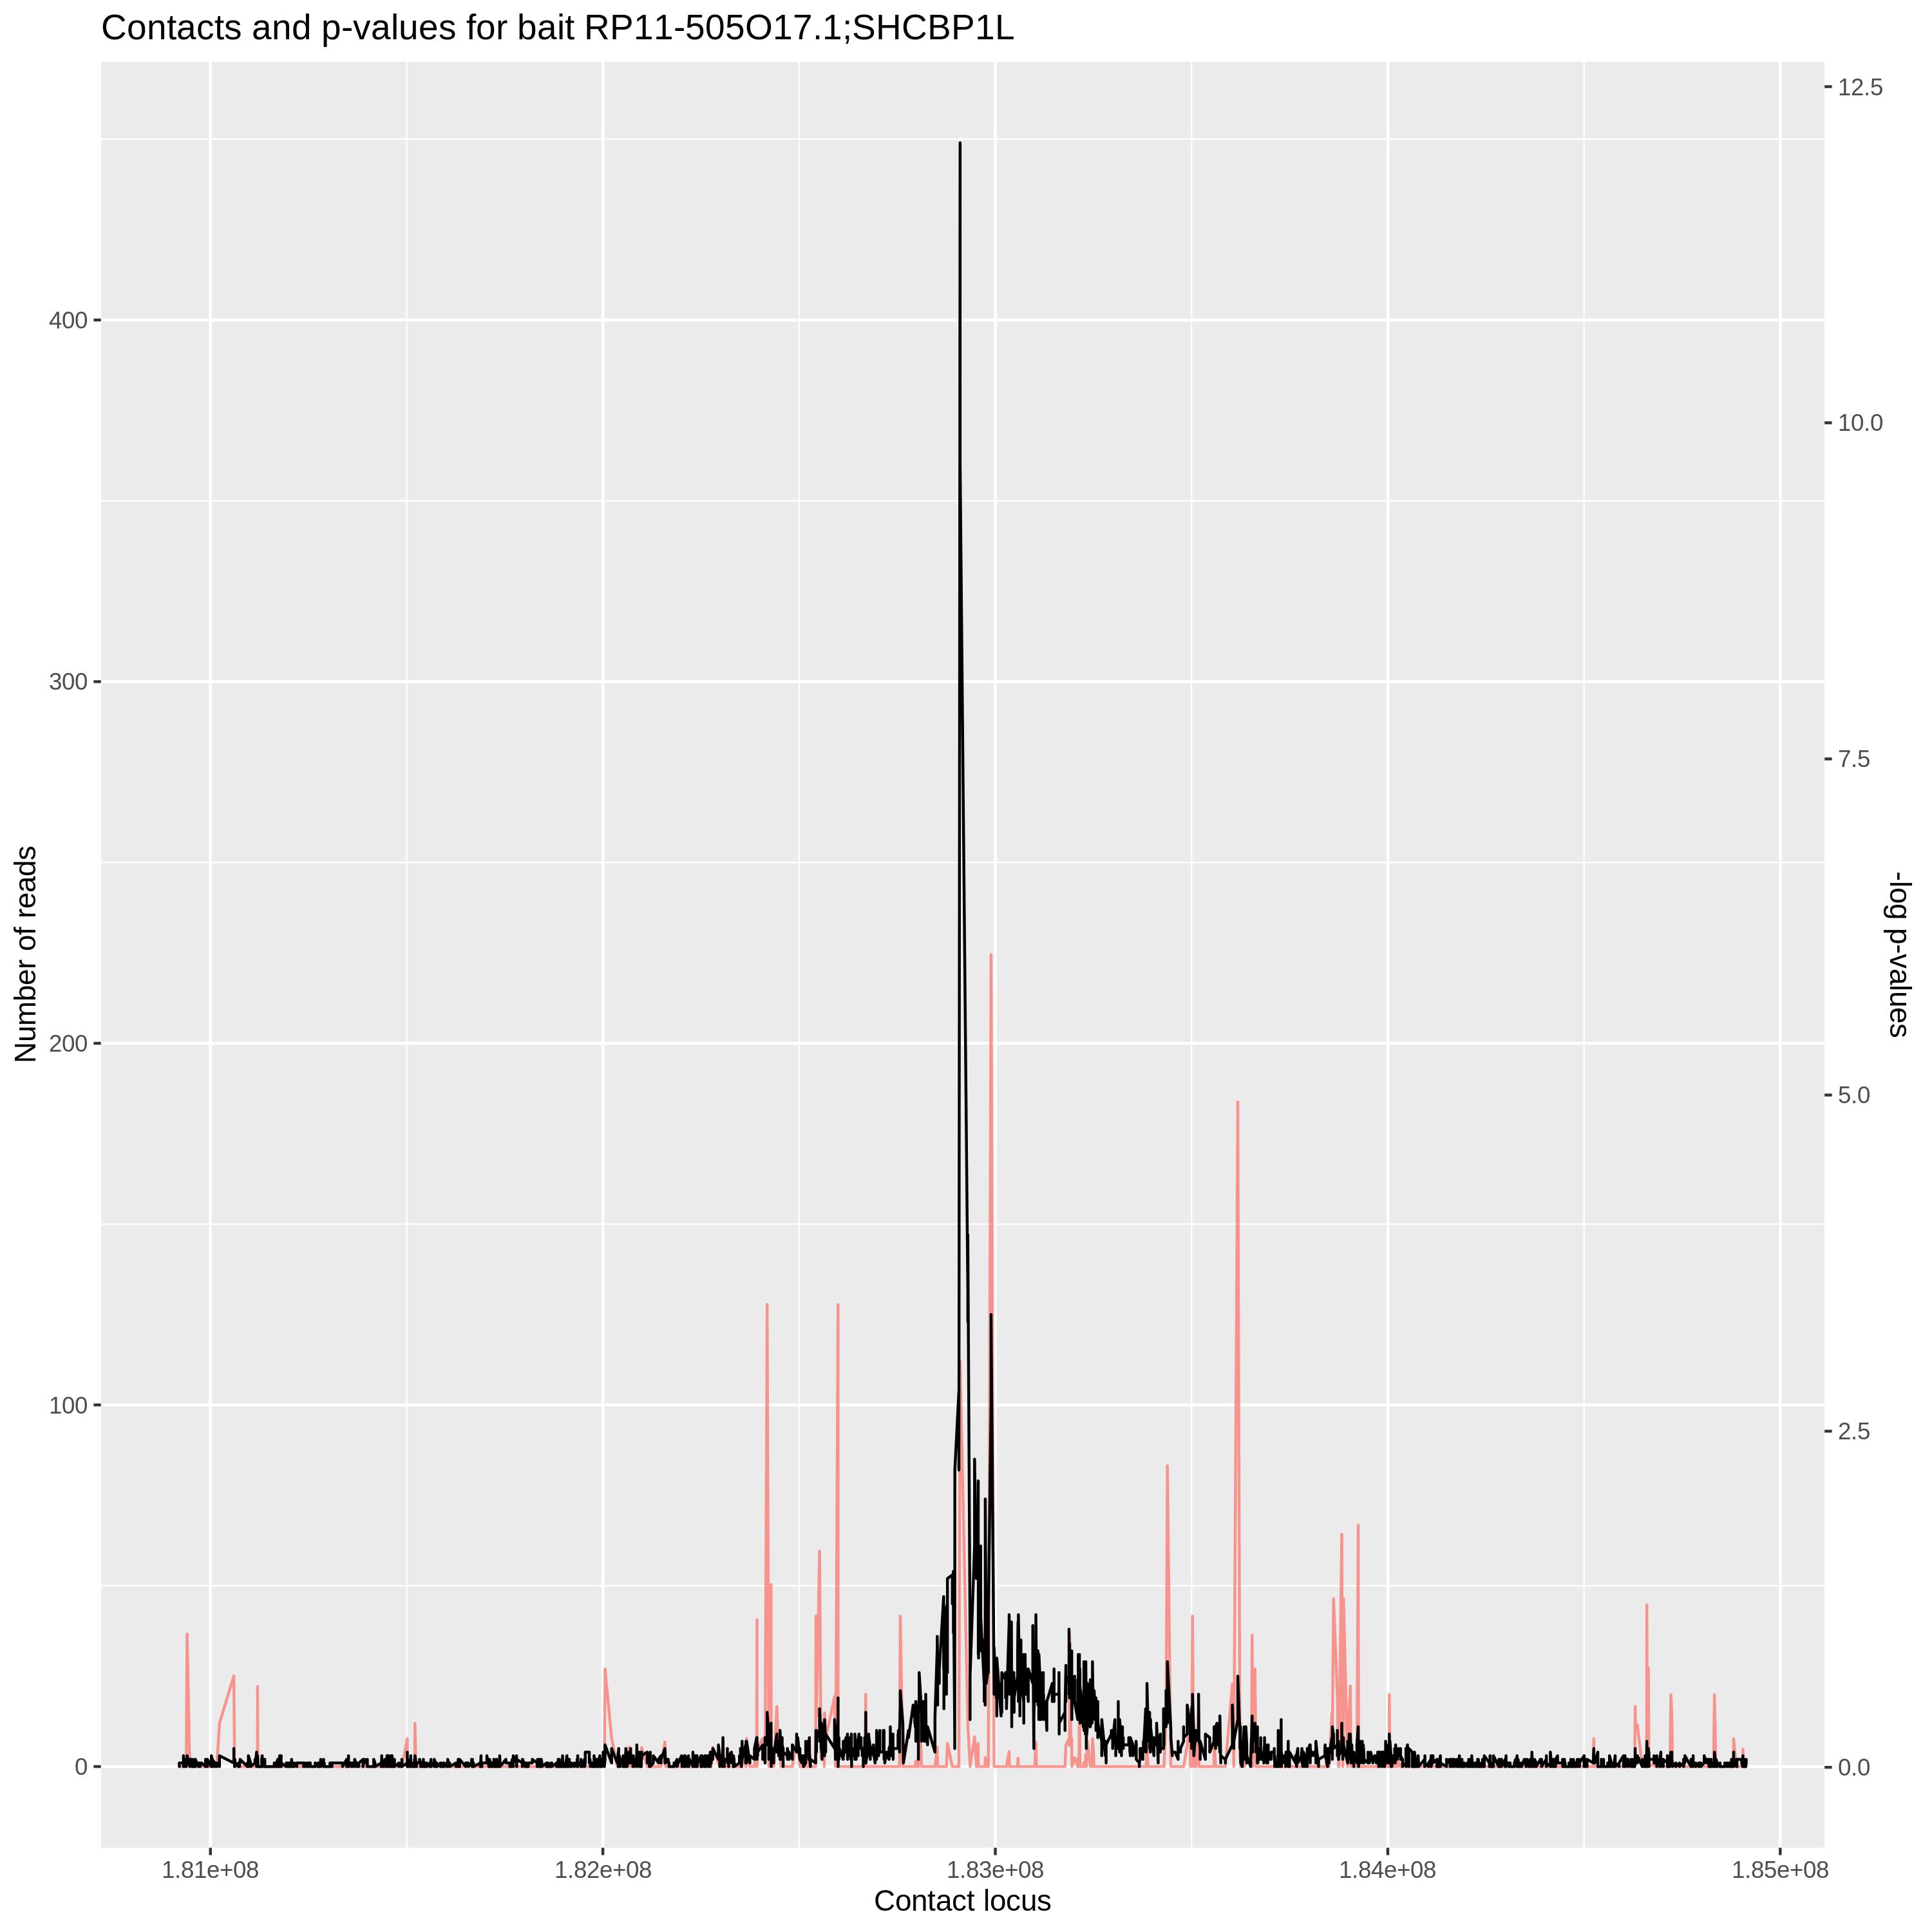 Contacts and p-values for bait RP11-505O17.1;SHCBP1L
12.5
400
10.0
300
7.5
Number of reads
-log p-values
200
5.0
100
2.5
0
0.0
1.81e+08
1.82e+08
1.83e+08
1.84e+08
1.85e+08
Contact locus